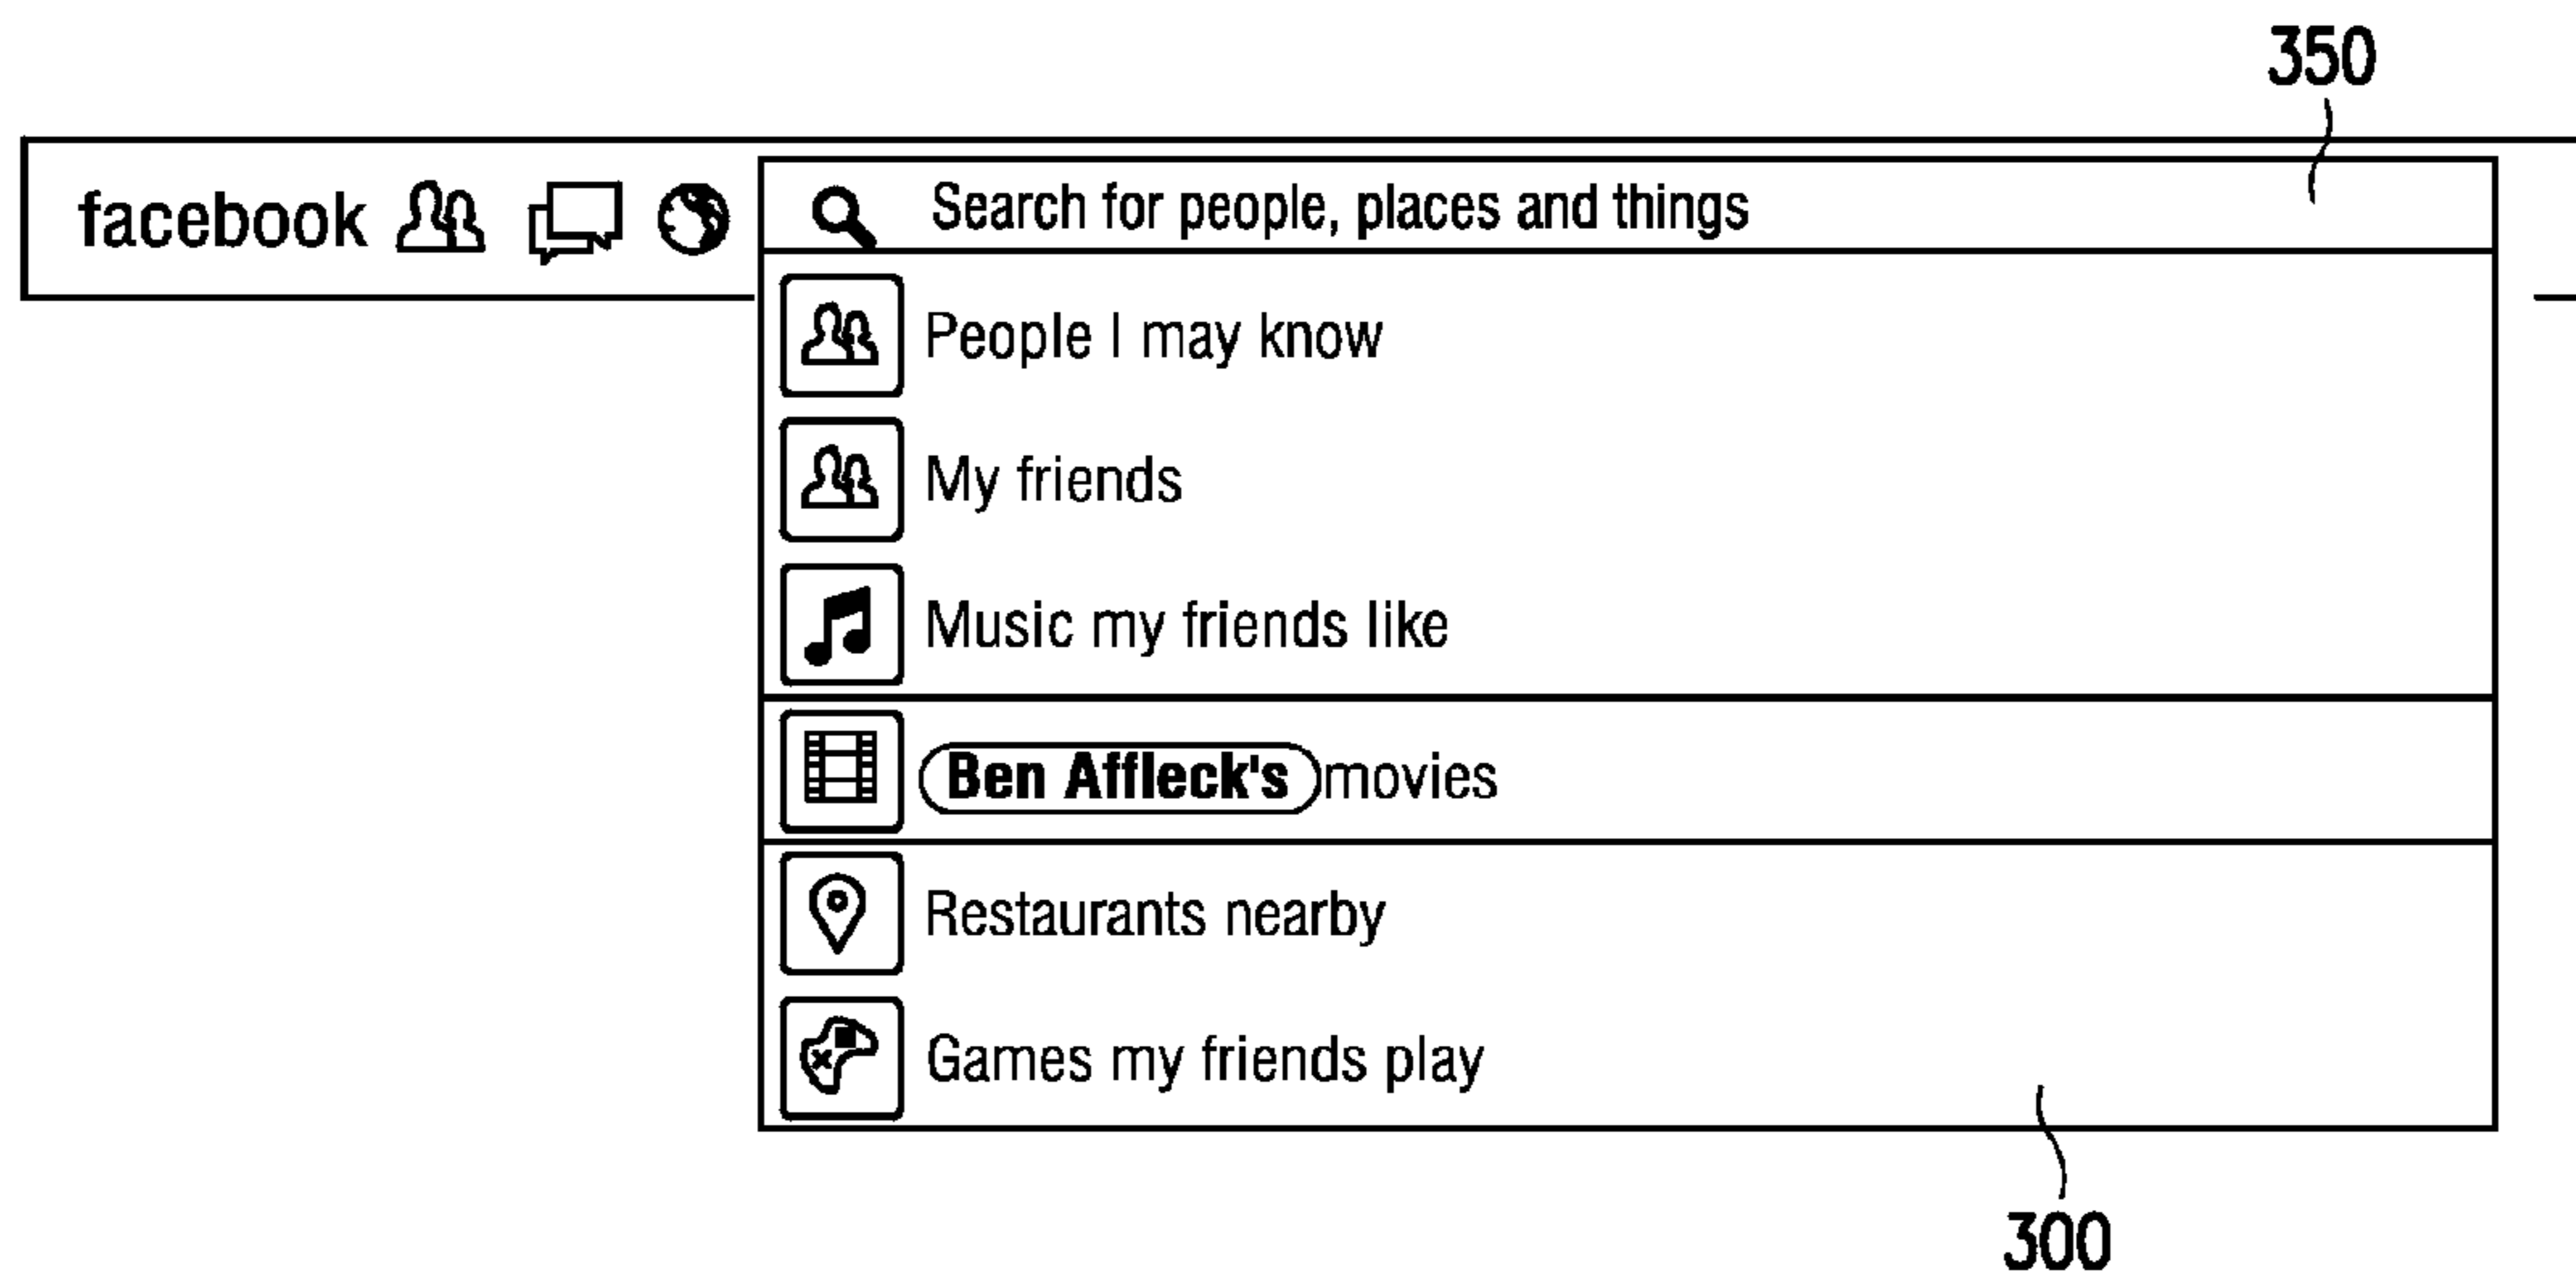 350
facebook Search for people, places and things
People I may know
My friends
Music my friends like
Ben Affleck's movies
Restaurants nearby
Games my friends play
300